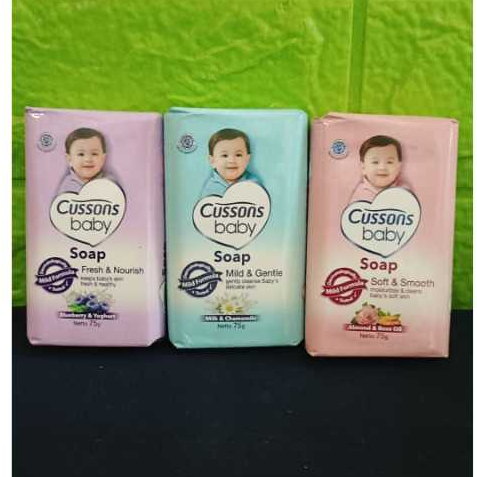 Cussons
baby
Soap
Fresh & Nourish
keeps baby's skin
fresh & healthy
Mild Formula
Blueberry & Yoghurt
Netto 75g
Cussons
baby
Soap
Mild & Gentle
gently cleanse baby's
delicate skin
Mild Formula
Milk & Chamomile
Netto 75g
Cussons
baby
Soap
Soft & Smooth
moisturize & cleans
baby's soft skin
Mild Formula
Almond & Rose Oil
Netto 75g